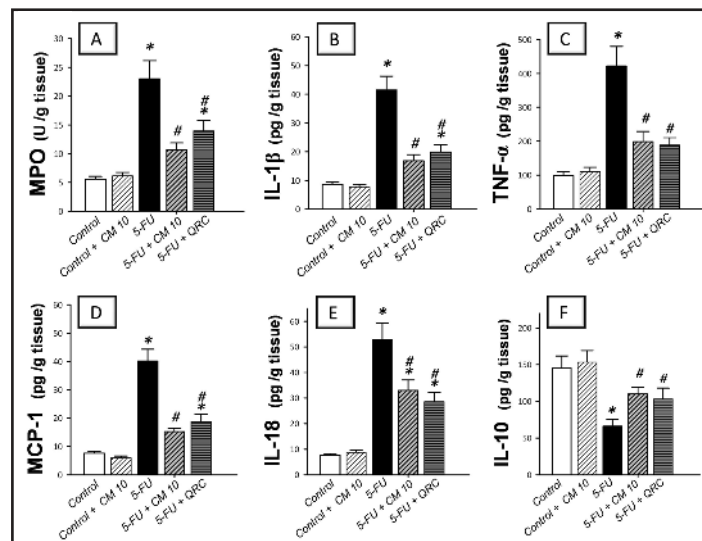 A
MPO (U /g tissue)
30
25
20
15
10
5
0
*
#
#
*
Control
Control + CM 10
5-FU
5-FU + CM 10
5-FU + QRC
B
IL-1β (pg /g tissue)
60
50
40
30
20
10
0
*
#
#
*
Control
Control + CM 10
5-FU
5-FU + CM 10
5-FU + QRC
C
TNF-α (pg /g tissue)
500
400
300
200
100
0
*
#
#
Control
Control + CM 10
5-FU
5-FU + CM 10
5-FU + QRC
D
MCP-1 (pg /g tissue)
60
50
40
30
20
10
0
*
#
#
*
Control
Control + CM 10
5-FU
5-FU + CM 10
5-FU + QRC
E
IL-18 (pg /g tissue)
60
50
40
30
20
10
0
*
#
*
#
*
Control
Control + CM 10
5-FU
5-FU + CM 10
5-FU + QRC
F
IL-10 (pg /g tissue)
150
100
50
0
*
#
#
Control
Control + CM 10
5-FU
5-FU + CM 10
5-FU + QRC